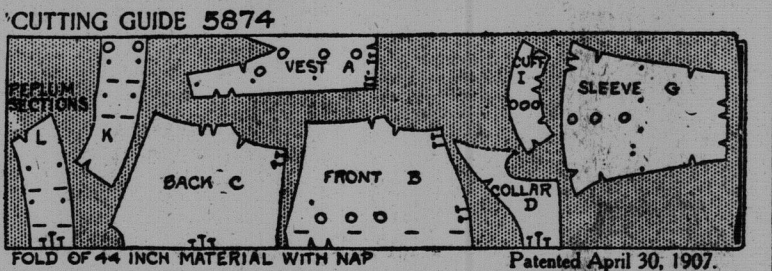 CUTTING GUIDE 5874
PEPLUM
SECTIONS
L
K
VEST A
CUFF
I
SLEEVE G
BACK C
FRONT B
COLLAR
D
FOLD OF 44 INCH MATERIAL WITH NAP
Patented April 30, 1907.